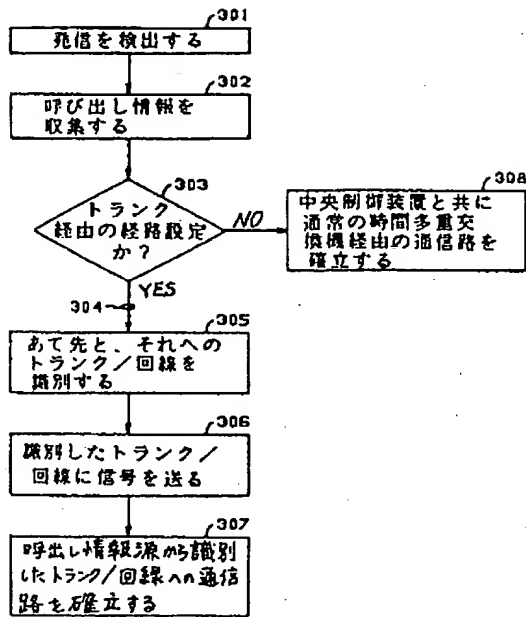 301
発信を検出する
302
呼び出し情報を
収集する
303
トランク
経由の経路設定
か?
NO
308
中央制御装置と共に
通常の時間多重交
換機経由の通信路を
確立する
304
YES
305
あて先と、それへの
トランク/回線を
識別する
306
識別したトランク/
回線に信号を送る
307
呼出し情報源から識別
したトランク/回線への通信
路を確立する